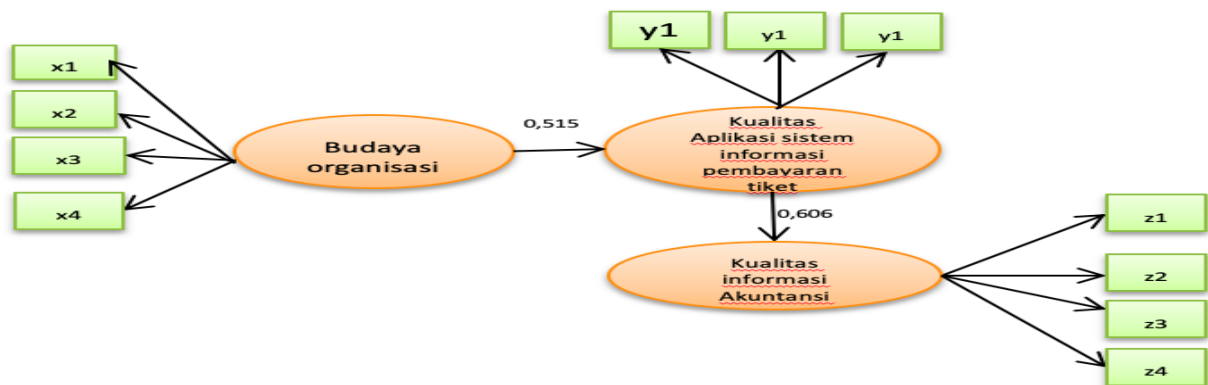 y1
y1
y1
x1
x2
x3
x4
Budaya
organisasi
0,515
Kualitas
Aplikasi sistem
informasi
pembayaran
tiket
0,606
Kualitas
informasi
Akuntansi
z1
z2
z3
z4